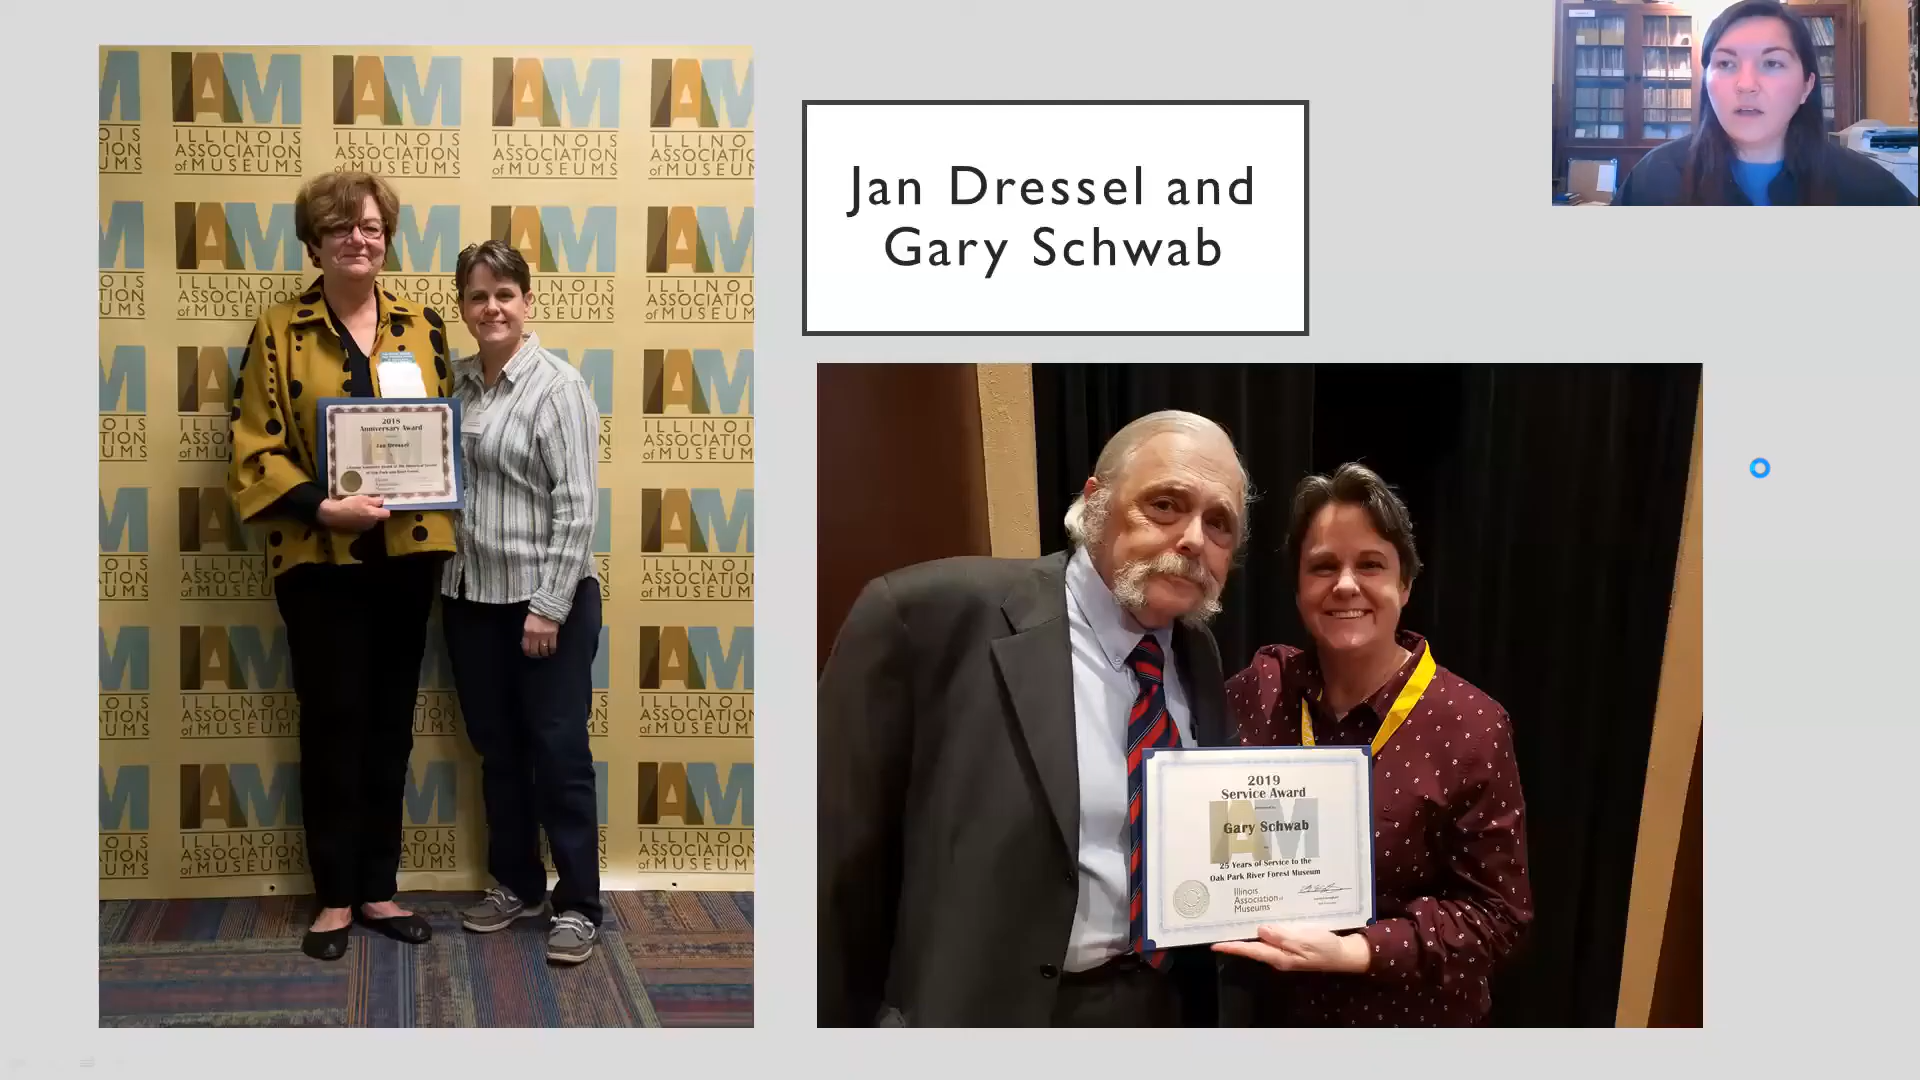 Jan Dressel and
Gary Schwab
IAM
ILLINOIS
ASSOCIATION
of MUSEUMS
2018
Anniversary Award
Jan Dressel
2019
Service Award
IAM
Gary Schwab
25 Years of Service to the
Oak Park River Forest Museum
Illinois
Association of
Museums